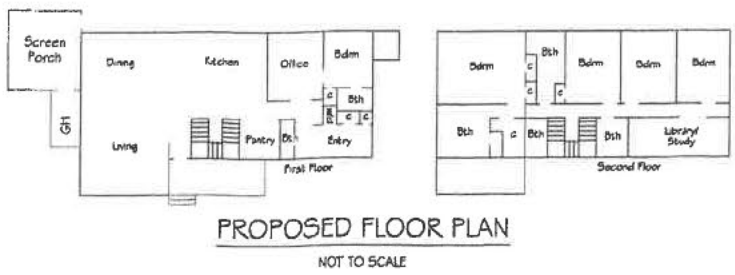 Screen
Porch
Dining
Kitchen
Office
Bdrm
C
Bth
C
C
GH
Living
Pantry
Bt
Entry
First Floor
Bdrm
Bth
Bdrm
Bdrm
Bdrm
C
C
C
Bth
C
Bth
Bth
Library/
Study
Second Floor
PROPOSED FLOOR PLAN
NOT TO SCALE